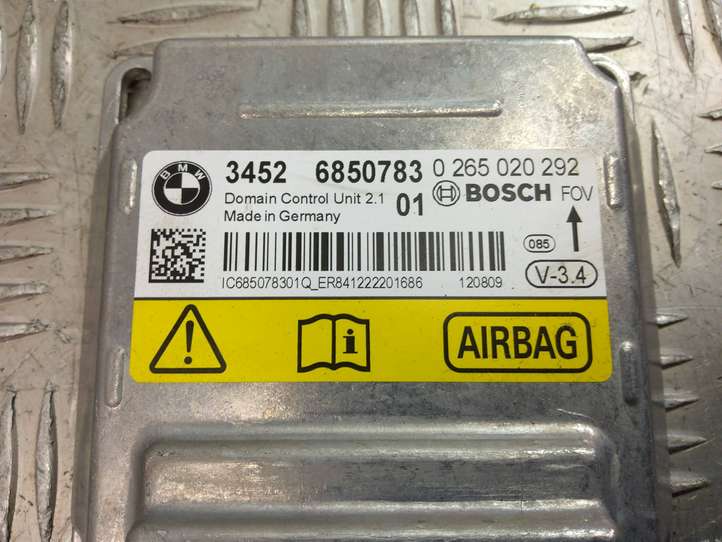 BMW
3452 6850783 0 265 020 292
Domain Control Unit 2.1 01 BOSCH FOV
Made in Germany
085
V-3.4
IC685078301Q_ER841222201686 120809
AIRBAG